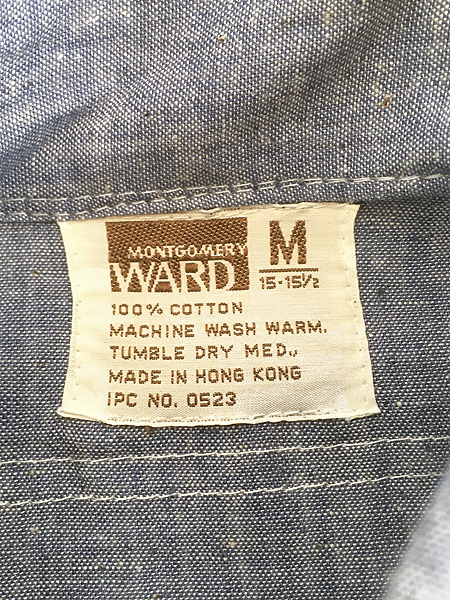 MONTGOMERY
WARD
M
15-15½
100% COTTON
MACHINE WASH WARM.
TUMBLE DRY MED.,
MADE IN HONG KONG
IPC NO. 0523